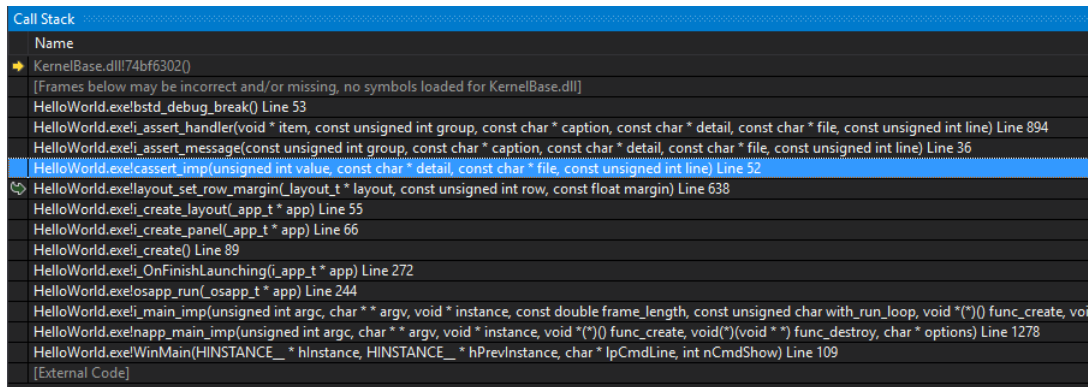 Call Stack
Name
KernelBase.dll!74bf6302()
[Frames below may be incorrect and/or missing, no symbols loaded for KernelBase.dll]
HelloWorld.exe!bstd_debug_break() Line 53
HelloWorld.exe!i_assert_handler(void * item, const unsigned int group, const char * caption, const char * detail, const char * file, const unsigned int line) Line 894
HelloWorld.exe!i_assert_message(const unsigned int group, const char * caption, const char * detail, const char * file, const unsigned int line) Line 36
HelloWorld.exe!cassert_imp(unsigned int value, const char * detail, const char * file, const unsigned int line) Line 52
HelloWorld.exe!layout_set_row_margin(_layout_t * layout, const unsigned int row, const float margin) Line 638
HelloWorld.exe!i_create_layout(_app_t * app) Line 55
HelloWorld.exe!i_create_panel(_app_t * app) Line 66
HelloWorld.exe!i_create() Line 89
HelloWorld.exe!i_OnFinishLaunching(i_app_t * app) Line 272
HelloWorld.exe!osapp_run(_osapp_t * app) Line 244
HelloWorld.exe!i_main_imp(unsigned int argc, char * * argv, void * instance, const double frame_length, const unsigned char with_run_loop, void *(*)() func_create, voi
HelloWorld.exe!napp_main_imp(unsigned int argc, char * * argv, void * instance, void *(*)() func_create, void(*)(void * *) func_destroy, char * options) Line 1278
HelloWorld.exe!WinMain(HINSTANCE__ * hInstance, HINSTANCE__ * hPrevInstance, char * lpCmdLine, int nCmdShow) Line 109
[External Code]